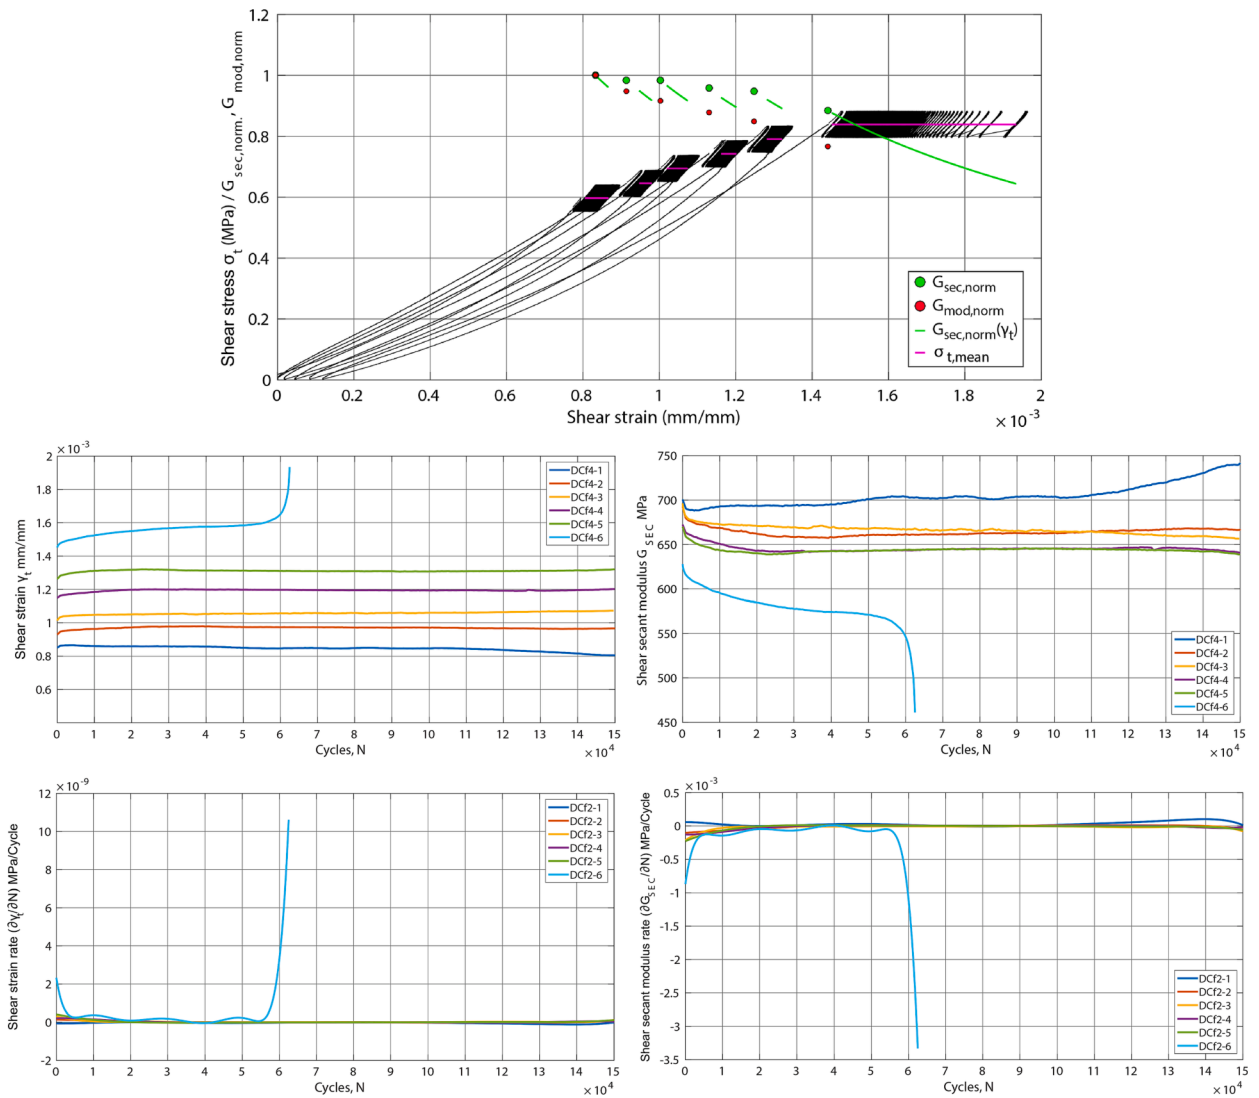 Shear stress σt (MPa) / G sec,norm. , G mod,norm
1.2
1
0.8
0.6
0.4
0.2
0
0 0.2 0.4 0.6 0.8 1 1.2 1.4 1.6 1.8 2
Shear strain (mm/mm)
×10-3
Gsec,norm
Gmod,norm
Gsec,norm(γt)
σ t,mean
×10-3
Shear strain γt mm/mm
2
1.8
1.6
1.4
1.2
1
0.8
0.6
0 1 2 3 4 5 6 7 8 9 10 11 12 13 14 15
Cycles, N
×104
DCf4-1
DCf4-2
DCf4-3
DCf4-4
DCf4-5
DCf4-6
Shear secant modulus G SEC MPa
750
700
650
600
550
500
450
0 1 2 3 4 5 6 7 8 9 10 11 12 13 14 15
Cycles, N
×104
DCf4-1
DCf4-2
DCf4-3
DCf4-4
DCf4-5
DCf4-6
×10-9
Shear strain rate (∂γt/∂N) MPa/Cycle
12
10
8
6
4
2
0
-2
0 1 2 3 4 5 6 7 8 9 10 11 12 13 14 15
Cycles, N
×104
DCf2-1
DCf2-2
DCf2-3
DCf2-4
DCf2-5
DCf2-6
×10-3
Shear secant modulus rate (∂GSEC/∂N) MPa/Cycle
0.5
0
-0.5
-1
-1.5
-2
-2.5
-3
-3.5
0 1 2 3 4 5 6 7 8 9 10 11 12 13 14 15
Cycles, N
×104
DCf2-1
DCf2-2
DCf2-3
DCf2-4
DCf2-5
DCf2-6